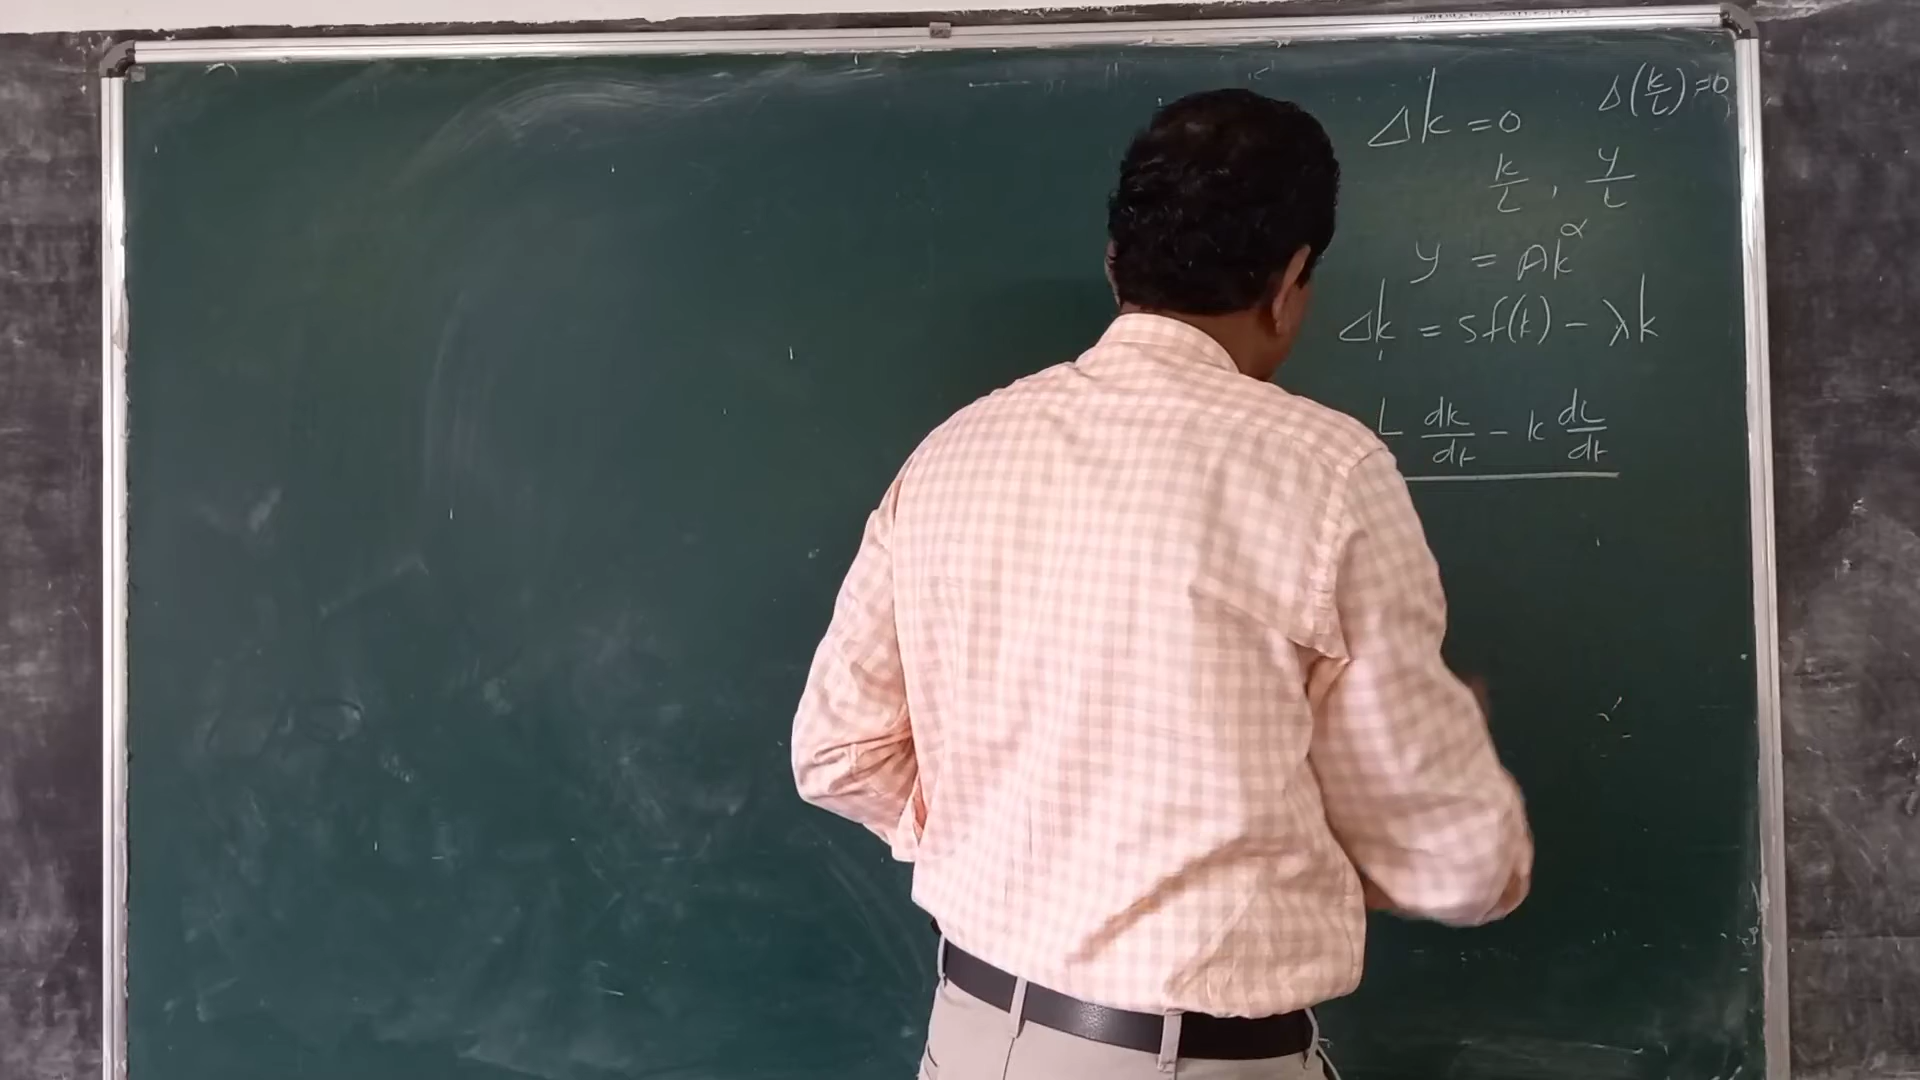 Δk = 0 Δ(k/L) = 0
k/L , y/L
y = Ak^α
Δk = sf(k) − λk
L dk/dt − k dL/dt